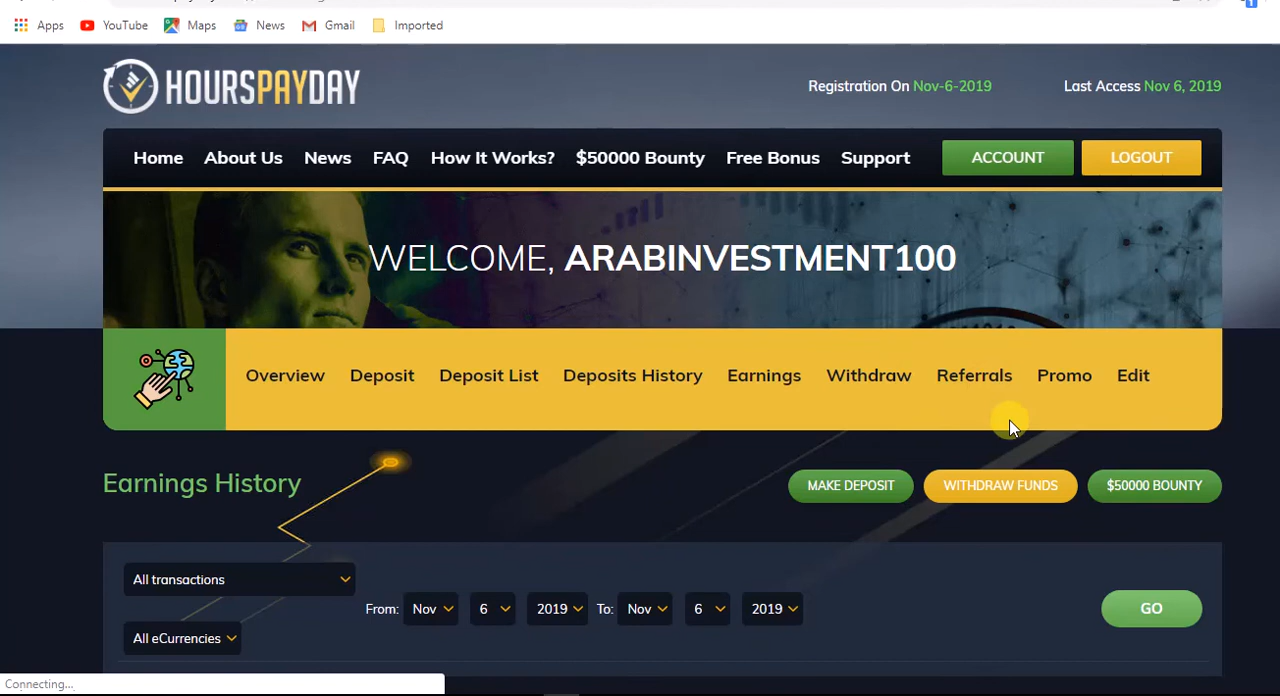 Apps YouTube Maps News Gmail Imported
HOURSPAYDAY
Registration On Nov-6-2019 Last Access Nov 6, 2019
Home About Us News FAQ How It Works? $50000 Bounty Free Bonus Support ACCOUNT LOGOUT
WELCOME, ARABINVESTMENT100
Overview Deposit Deposit List Deposits History Earnings Withdraw Referrals Promo Edit
Earnings History MAKE DEPOSIT WITHDRAW FUNDS $50000 BOUNTY
All transactions
From: Nov 6 2019 To: Nov 6 2019 GO
All eCurrencies
Connecting...